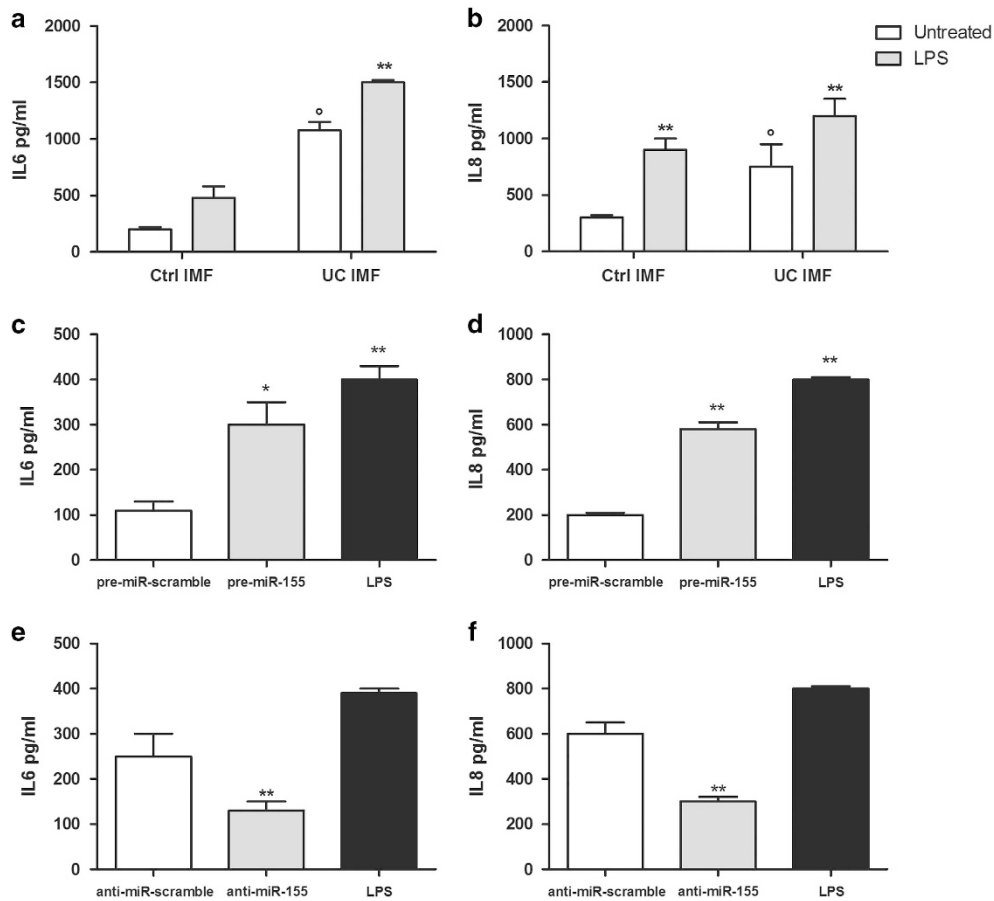 a
2000
1500
1000
500
0
IL6 pg/ml
°
**
Ctrl IMF
UC IMF
b
2000
1500
1000
500
0
IL8 pg/ml
**
°
**
Ctrl IMF
UC IMF
Untreated
LPS
c
500
400
300
200
100
0
IL6 pg/ml
*
**
pre-miR-scramble
pre-miR-155
LPS
d
1000
800
600
400
200
0
IL8 pg/ml
**
**
pre-miR-scramble
pre-miR-155
LPS
e
500
400
300
200
100
0
IL6 pg/ml
**
anti-miR-scramble
anti-miR-155
LPS
f
1000
800
600
400
200
0
IL8 pg/ml
**
anti-miR-scramble
anti-miR-155
LPS